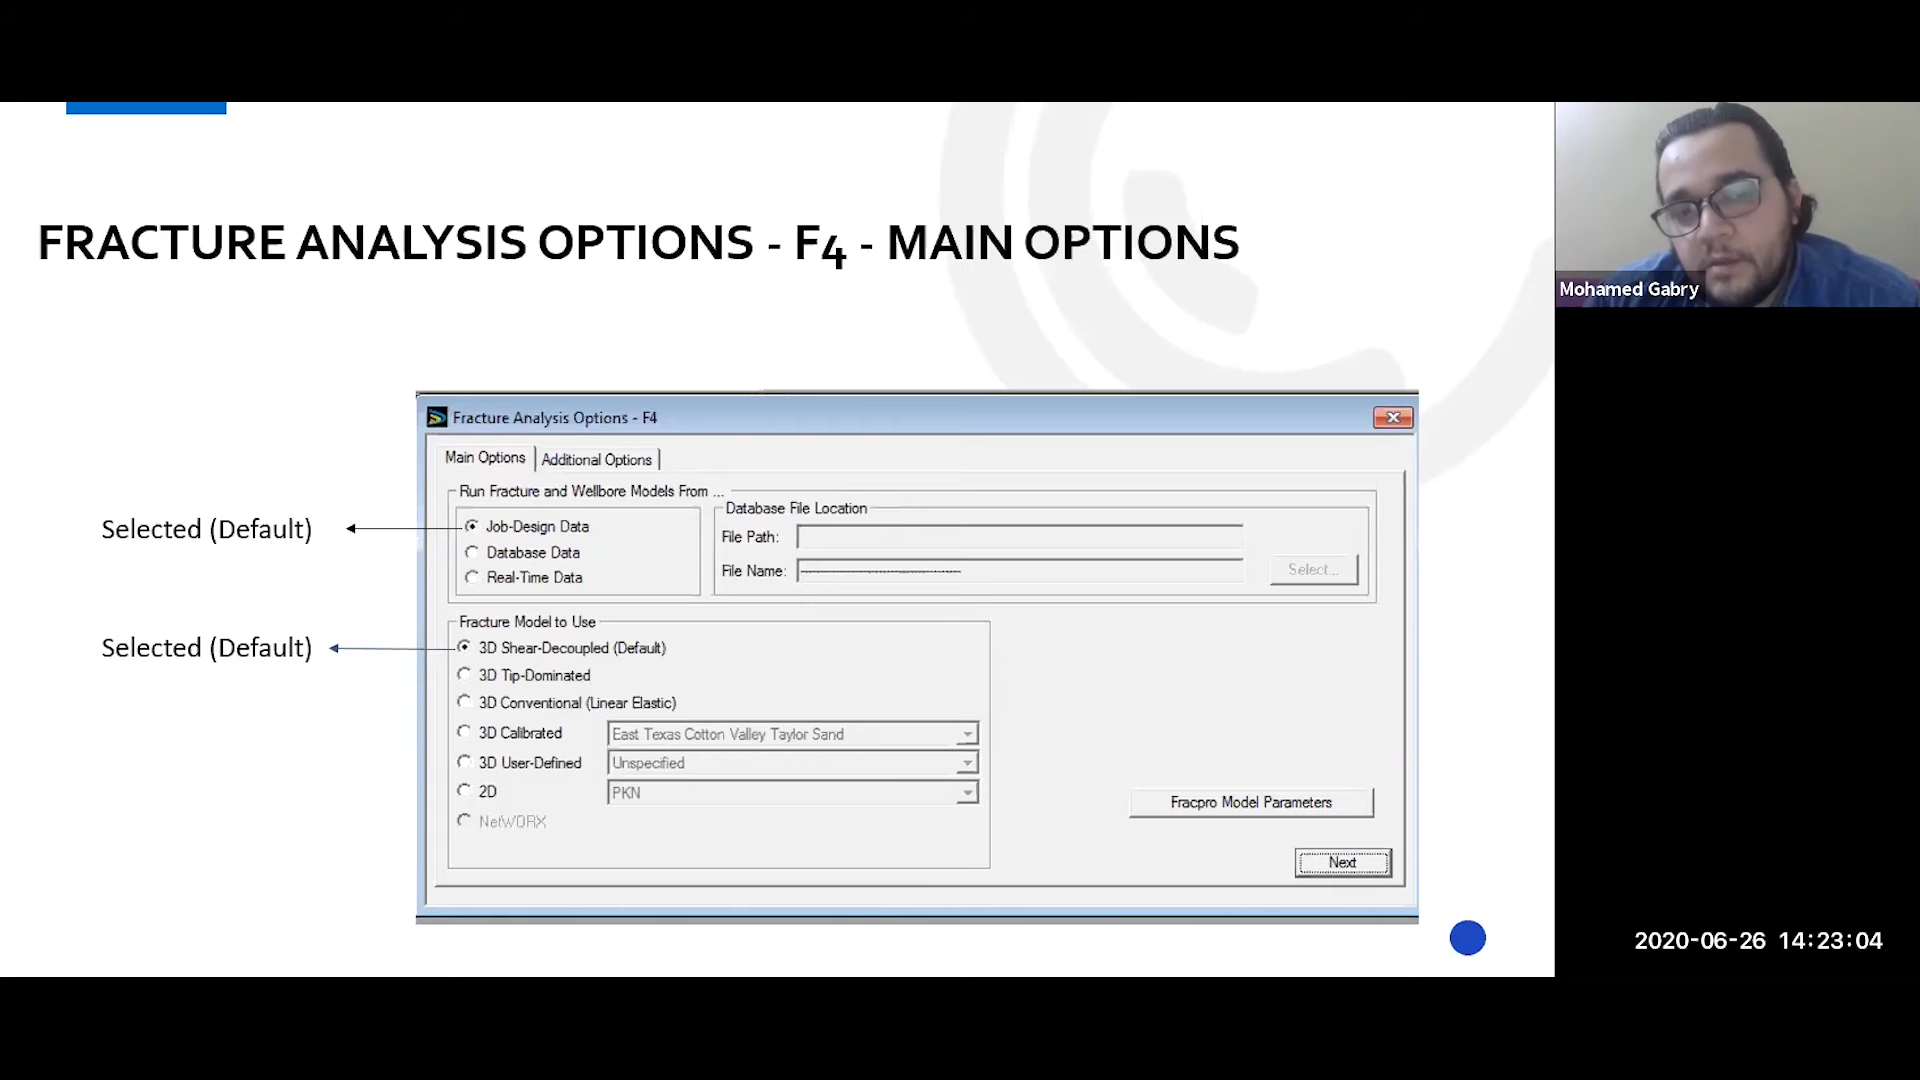 FRACTURE ANALYSIS OPTIONS - F4 - MAIN OPTIONS
Mohamed Gabry
Fracture Analysis Options - F4
Main Options
Additional Options
Run Fracture and Wellbore Models From ...
Database File Location
Selected (Default)
Job-Design Data
File Path:
Database Data
File Name:
Select...
Real-Time Data
Fracture Model to Use
Selected (Default)
3D Shear-Decoupled (Default)
3D Tip-Dominated
3D Conventional (Linear Elastic)
3D Calibrated
East Texas Cotton Valley Taylor Sand
3D User-Defined
Unspecified
2D
PKN
Fracpro Model Parameters
NetWORX
Next
2020-06-26 14:23:04